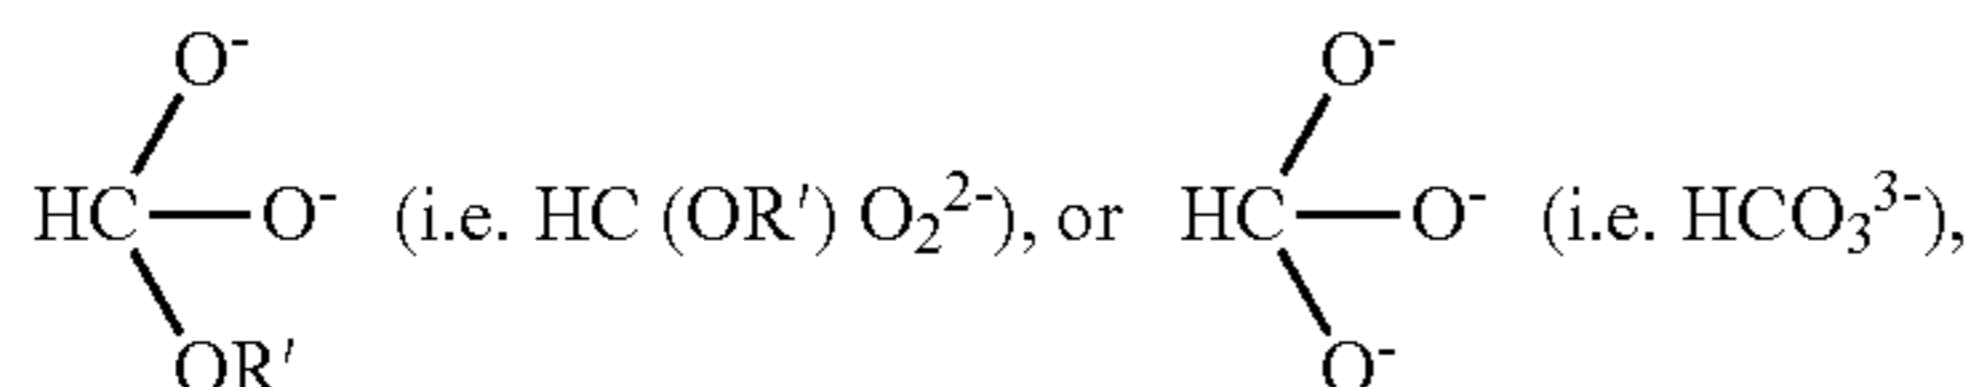 O⁻ O⁻
HC O⁻ (i.e. HC (OR′) O₂²⁻), or HC O⁻ (i.e. HCO₃³⁻),
OR′ O⁻